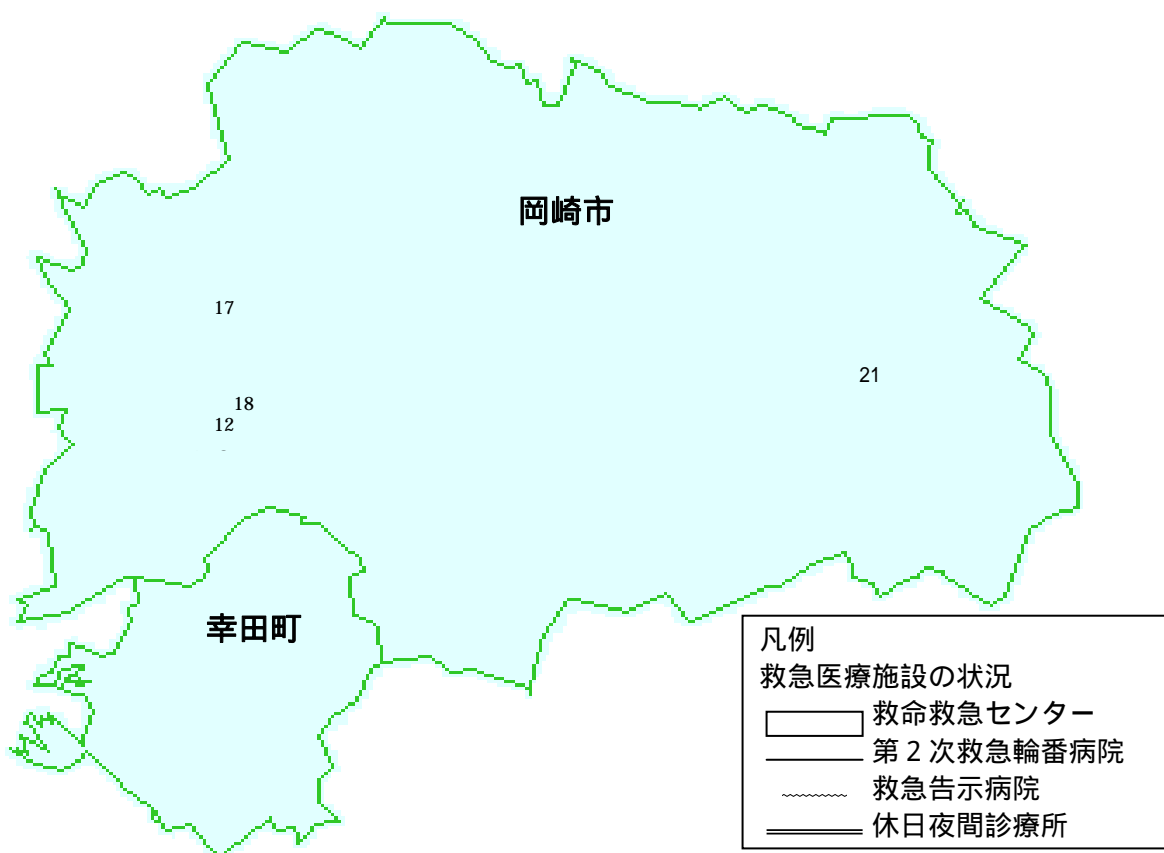 岡崎市
17
21
18
12
幸田町
凡例
救急医療施設の状況
救命救急センター
第２次救急輪番病院
救急告示病院
休日夜間診療所